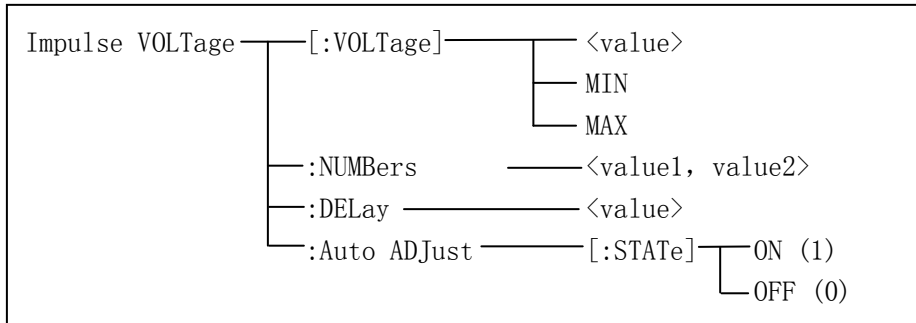 Impulse VOLTage [:VOLTage] <value>
MIN
MAX
:NUMBers <value1, value2>
:DELay <value>
:Auto ADJust [:STATe] ON (1)
OFF (0)